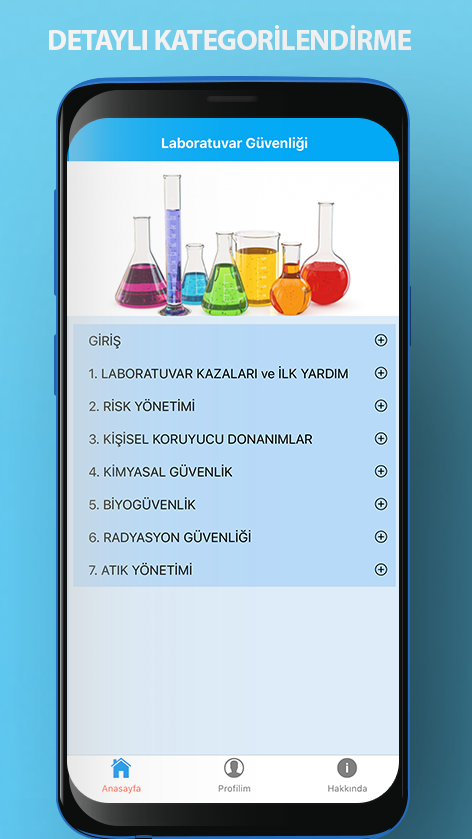 DETAYLI KATEGORİLENDİRME
Laboratuvar Güvenliği
GİRİŞ
1. LABORATUVAR KAZALARI ve İLK YARDIM
2. RİSK YÖNETİMİ
3. KİŞİSEL KORUYUCU DONANIMLAR
4. KİMYASAL GÜVENLİK
5. BİYOGÜVENLİK
6. RADYASYON GÜVENLİĞİ
7. ATIK YÖNETİMİ
Anasayfa
Profilim
Hakkında